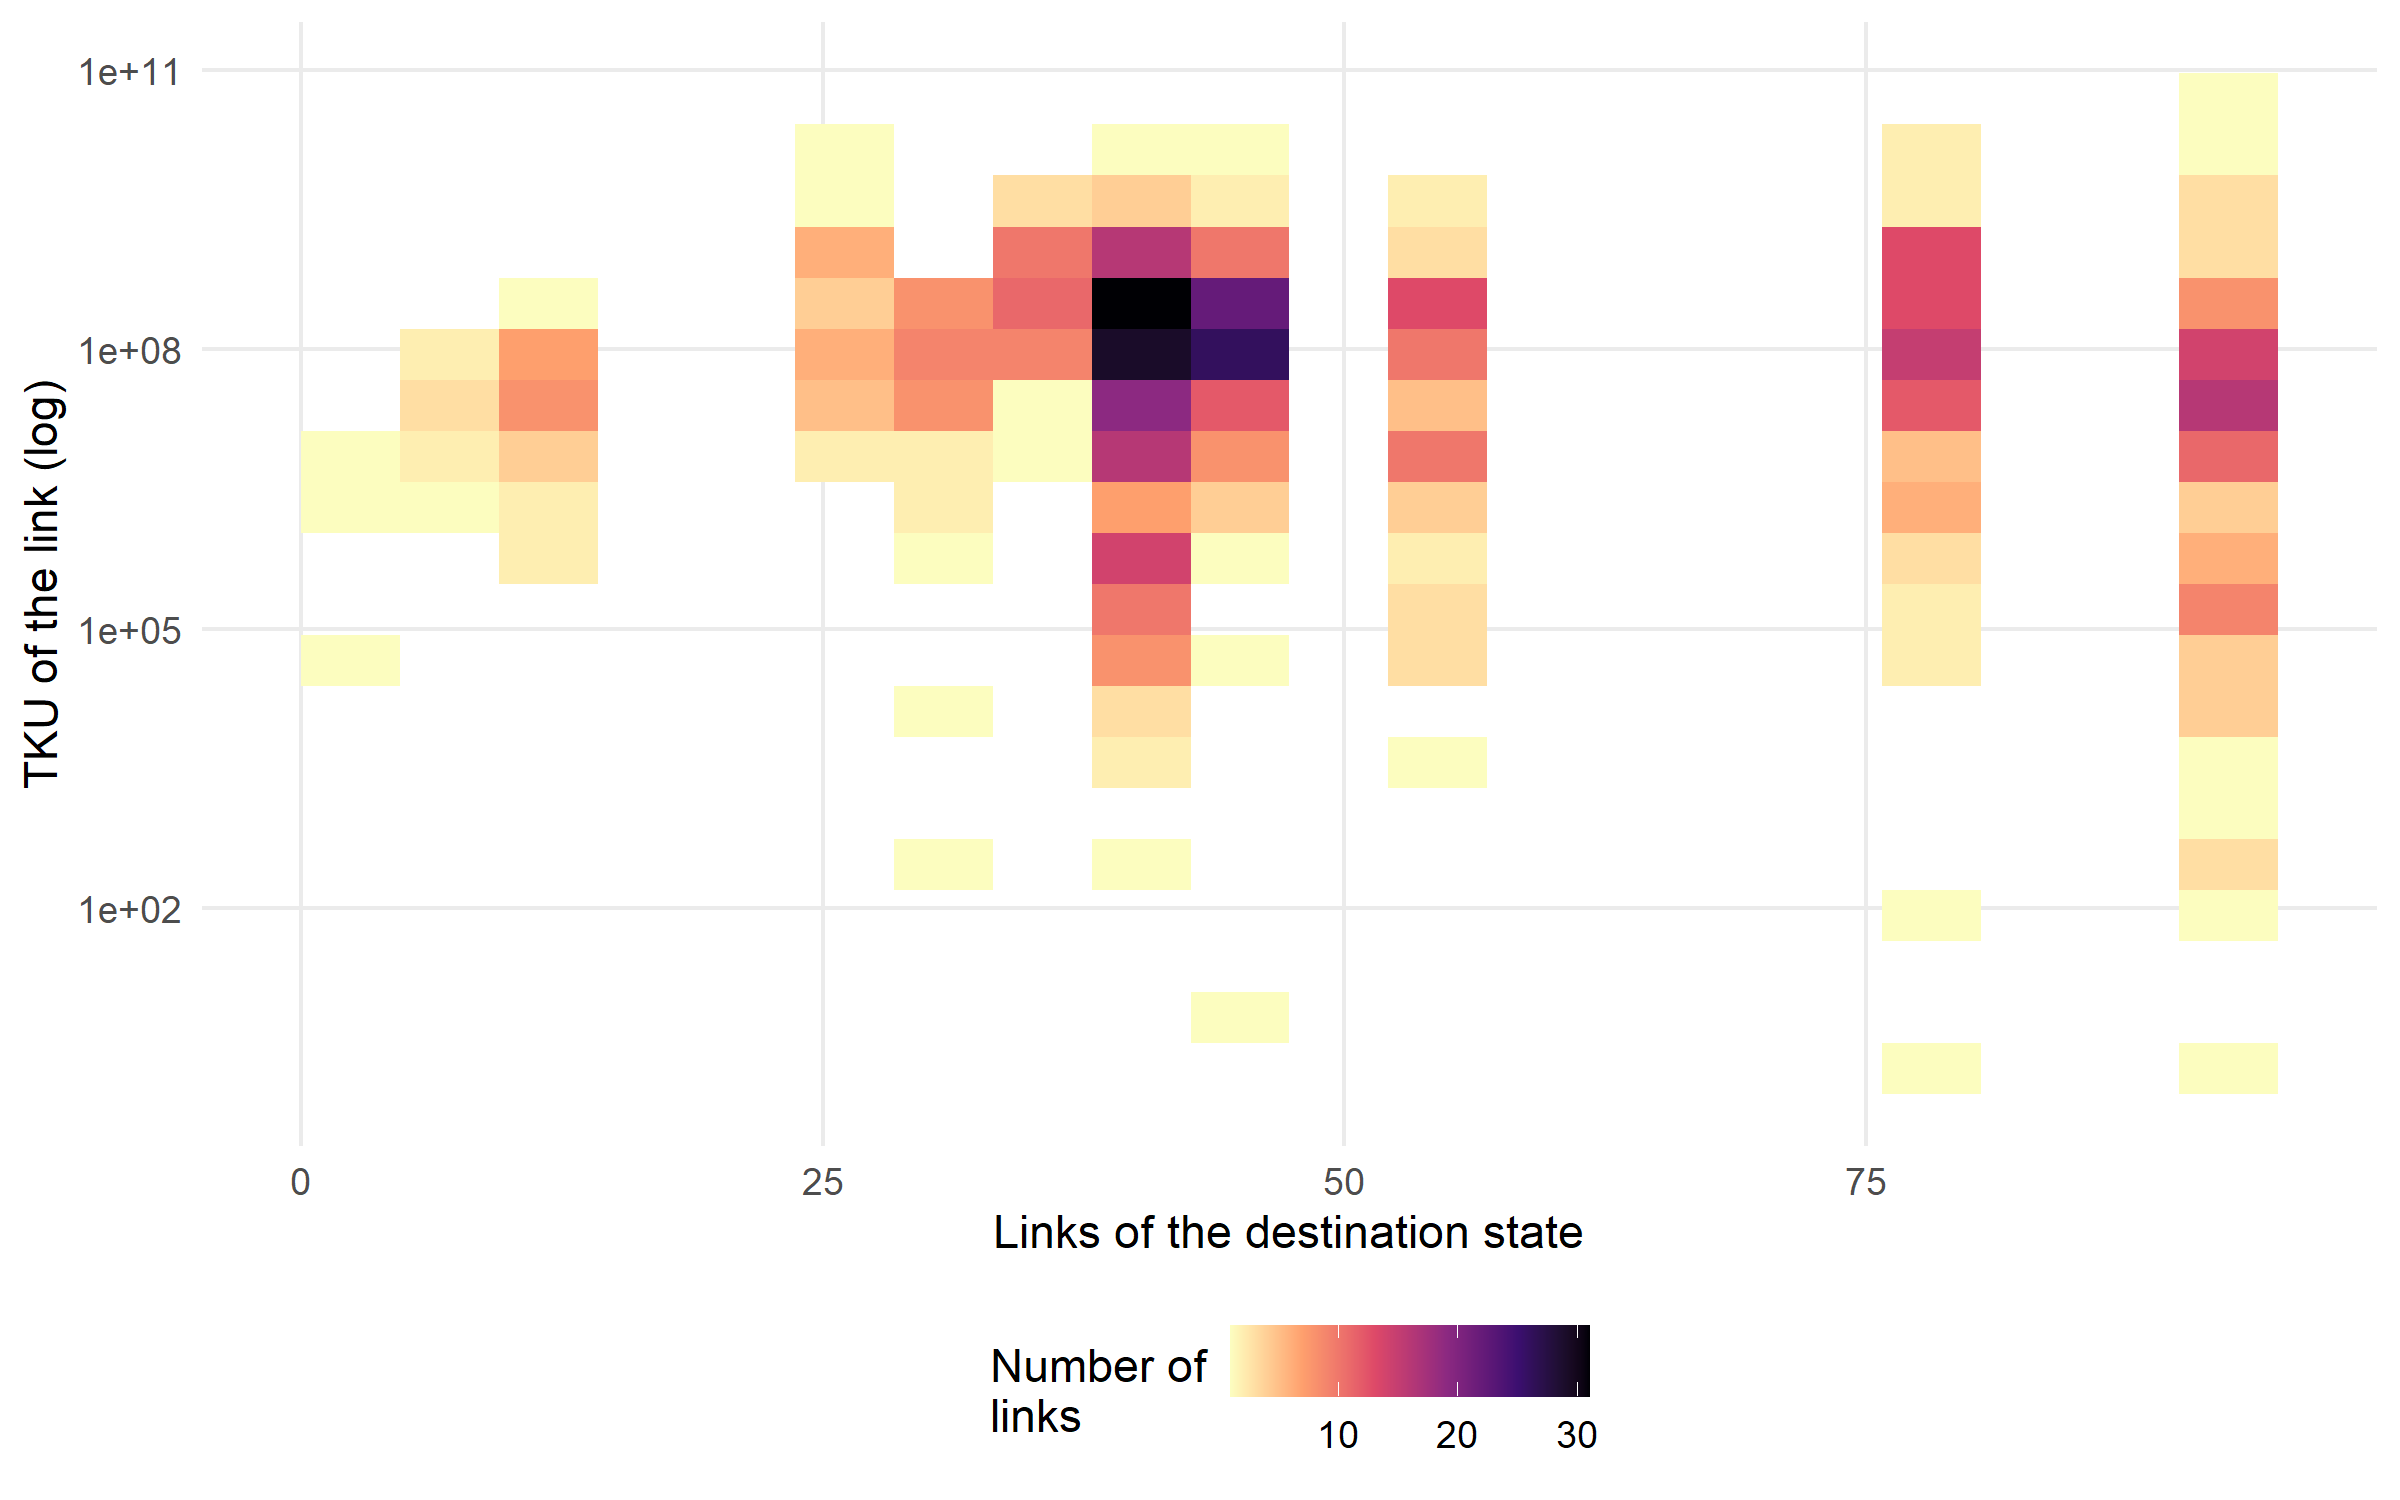 1e+11
1e+08
1e+05
1e+02
TKU of the link (log)
0 25 50 75
Links of the destination state
Number of
links
10 20 30